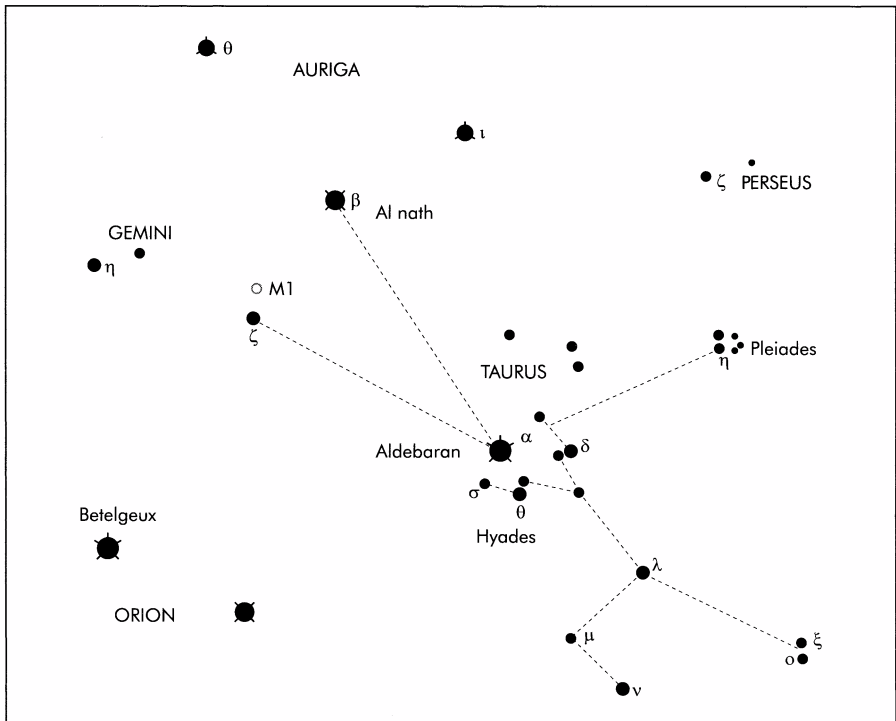 θ
AURIGA
ι
ζ PERSEUS
β Al nath
GEMINI
η
M1
ζ
η Pleiades
TAURUS
α
Aldebaran
δ
σ
θ
Hyades
Betelgeux
λ
ORION
μ
ξ
ο
ν